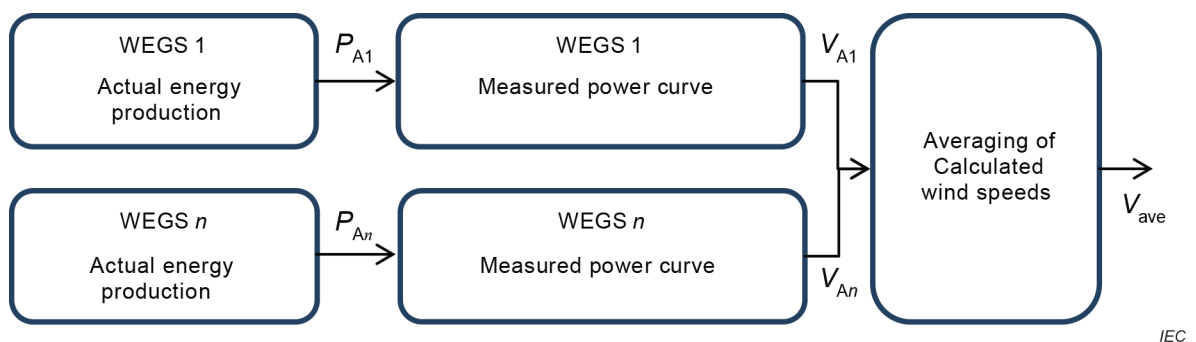 WEGS 1
Actual energy
production
P_A1
WEGS 1
Measured power curve
V_A1
WEGS n
Actual energy
production
P_An
WEGS n
Measured power curve
V_An
Averaging of
Calculated
wind speeds
V_ave
IEC